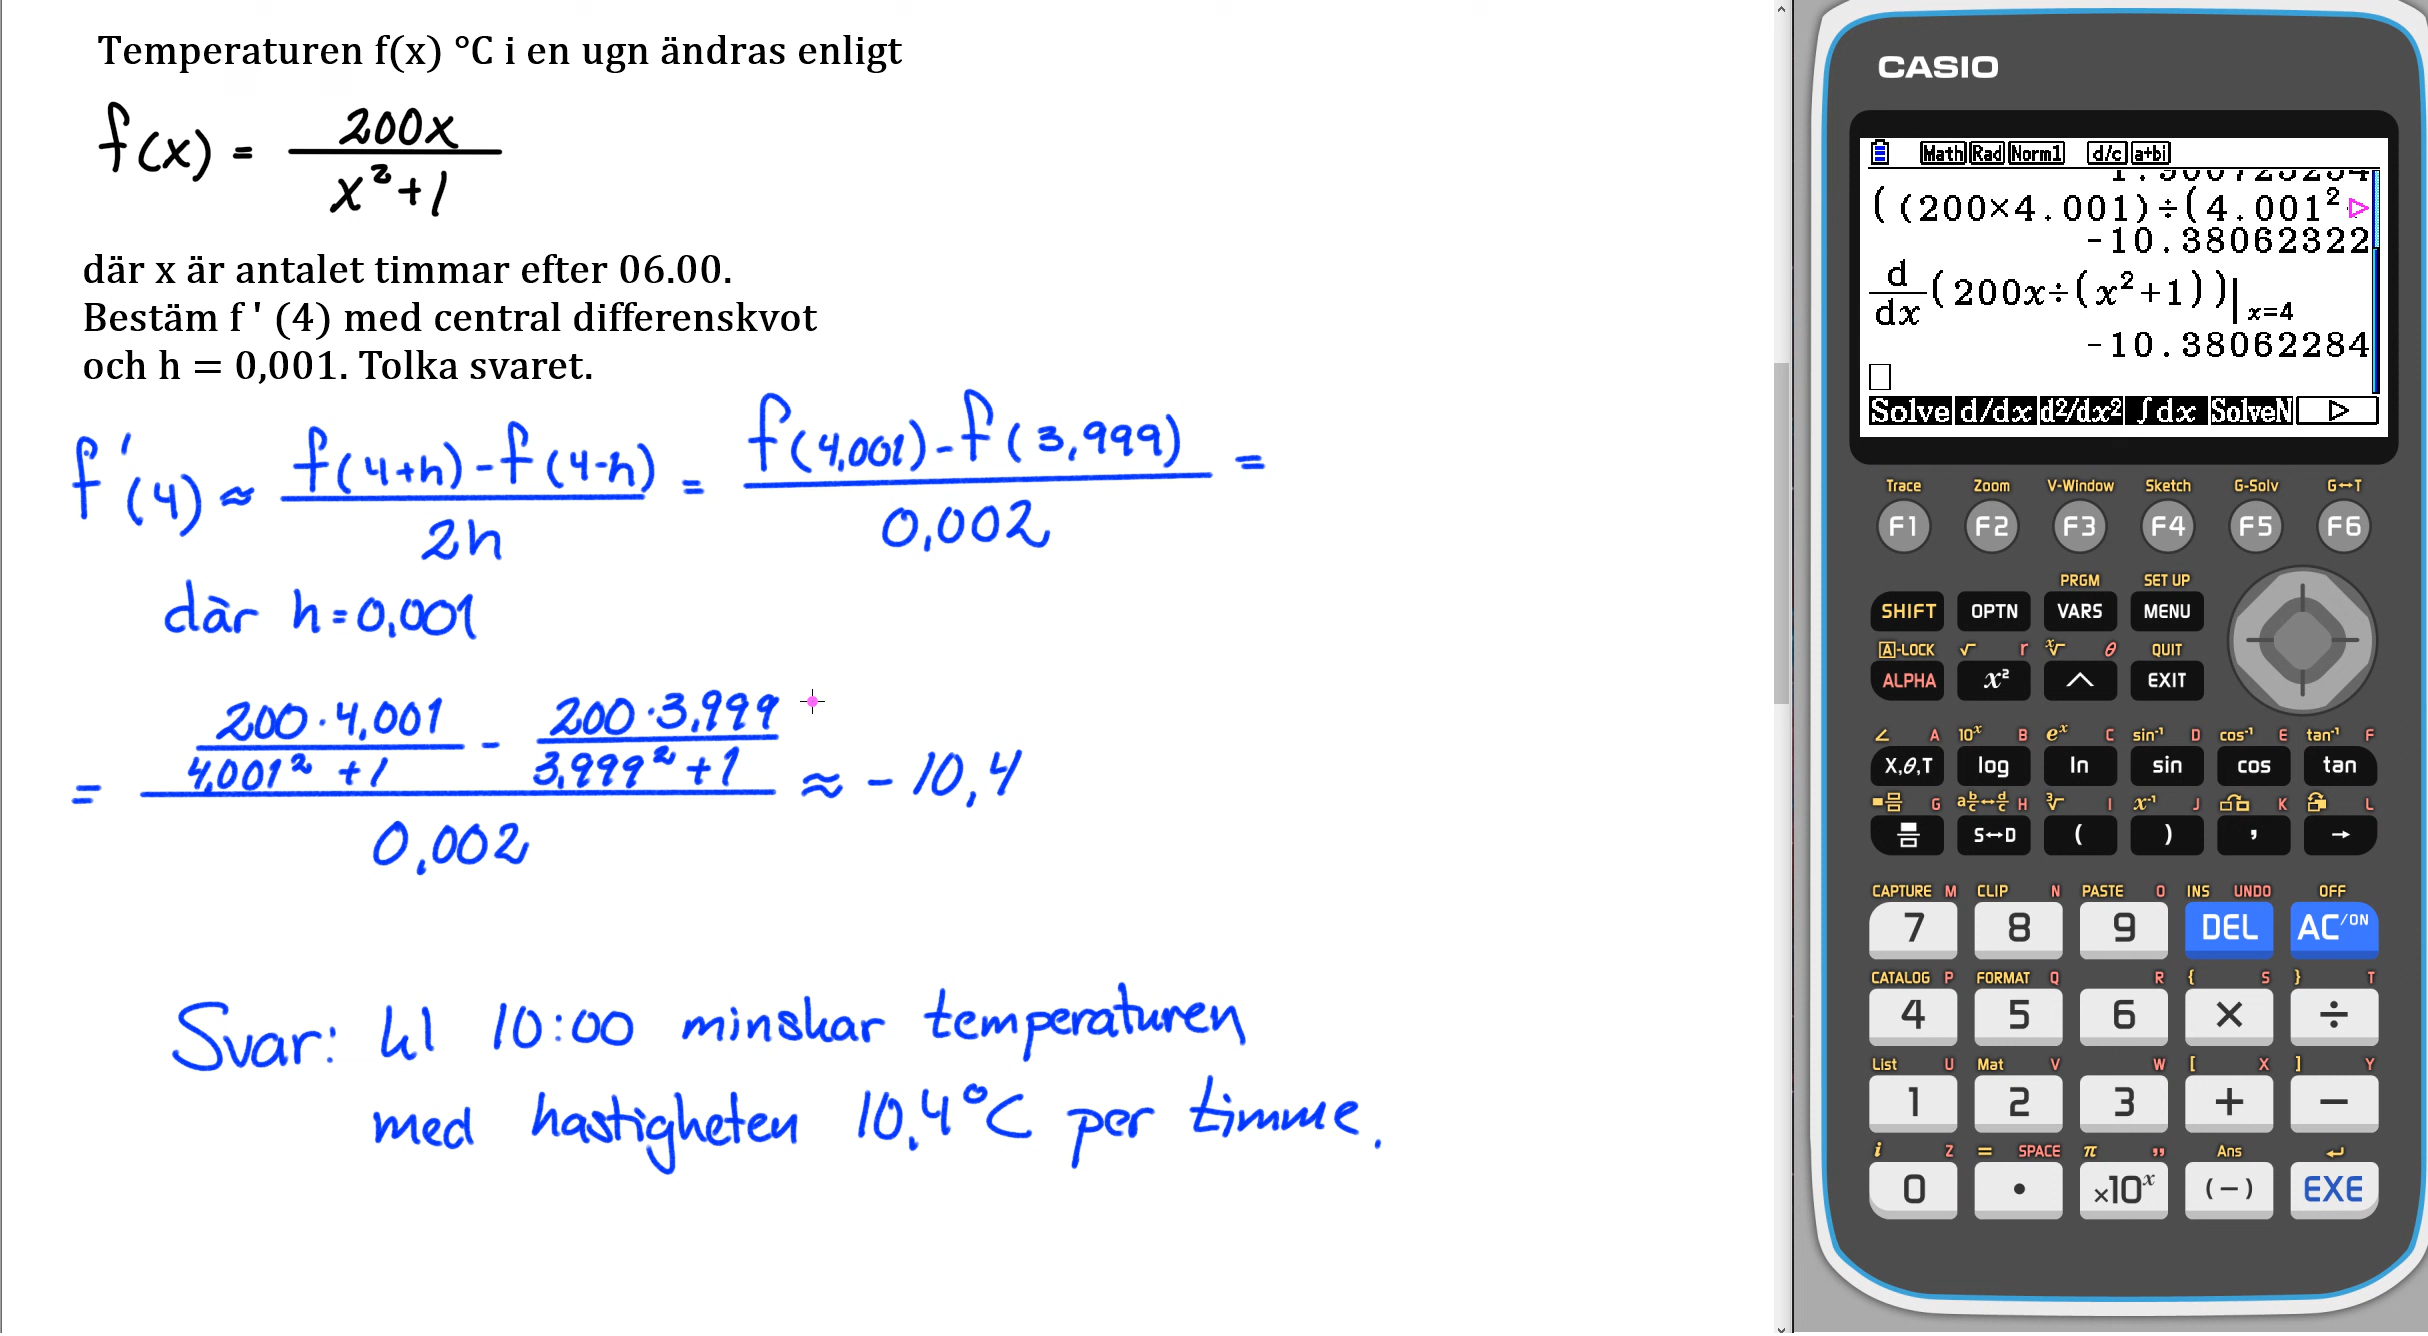 Temperaturen f(x) °C i en ugn ändras enligt
f(x) = 200x / x²+1
där x är antalet timmar efter 06.00.
Bestäm f ' (4) med central differenskvot
och h = 0,001. Tolka svaret.
f'(4) ≈ f(4+h)-f(4-h) / 2h = f(4,001)-f(3,999) / 0,002 =
där h=0,001
= 200·4,001 / 4,001² +1 - 200·3,999 / 3,999² +1 / 0,002 ≈ -10,4
Svar: kl 10:00 minskar temperaturen
med hastigheten 10,4°C per timme.
CASIO
Math Rad Norm1 d/c a+bi
((200×4.001)÷(4.001²
-10.38062322
d/dx(200x÷(x²+1))|x=4
-10.38062284
Solve d/dx d²/dx² ∫dx SolveN ▷
Trace Zoom V-Window Sketch G-Solv G↔T
F1 F2 F3 F4 F5 F6
PRGM SET UP
SHIFT OPTN VARS MENU
A-LOCK √ r ˣ√ θ QUIT
ALPHA x² ^ EXIT
∠ A 10ˣ B eˣ C sin⁻¹ D cos⁻¹ E tan⁻¹ F
X,θ,T log ln sin cos tan
G a b/c↔d/c H ³√ I x⁻¹ J K L
S↔D ( ) , →
CAPTURE M CLIP N PASTE O INS UNDO OFF
7 8 9 DEL AC/ON
CATALOG P FORMAT Q R { S } T
4 5 6 × ÷
List U Mat V W [ X ] Y
1 2 3 + −
i Z = SPACE π " Ans ↵
0 • ×10ˣ (−) EXE